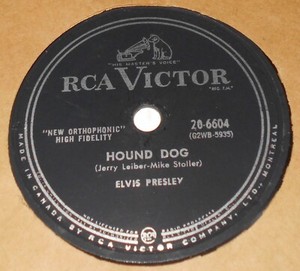 "HIS MASTER'S VOICE"
RCA VICTOR
"NEW ORTHOPHONIC"
HIGH FIDELITY
20-6604
(G2WB-5935)
HOUND DOG
(Jerry Leiber-Mike Stoller)
ELVIS PRESLEY
MADE IN CANADA BY RCA VICTOR COMPANY, LTD., MONTREAL
RCA